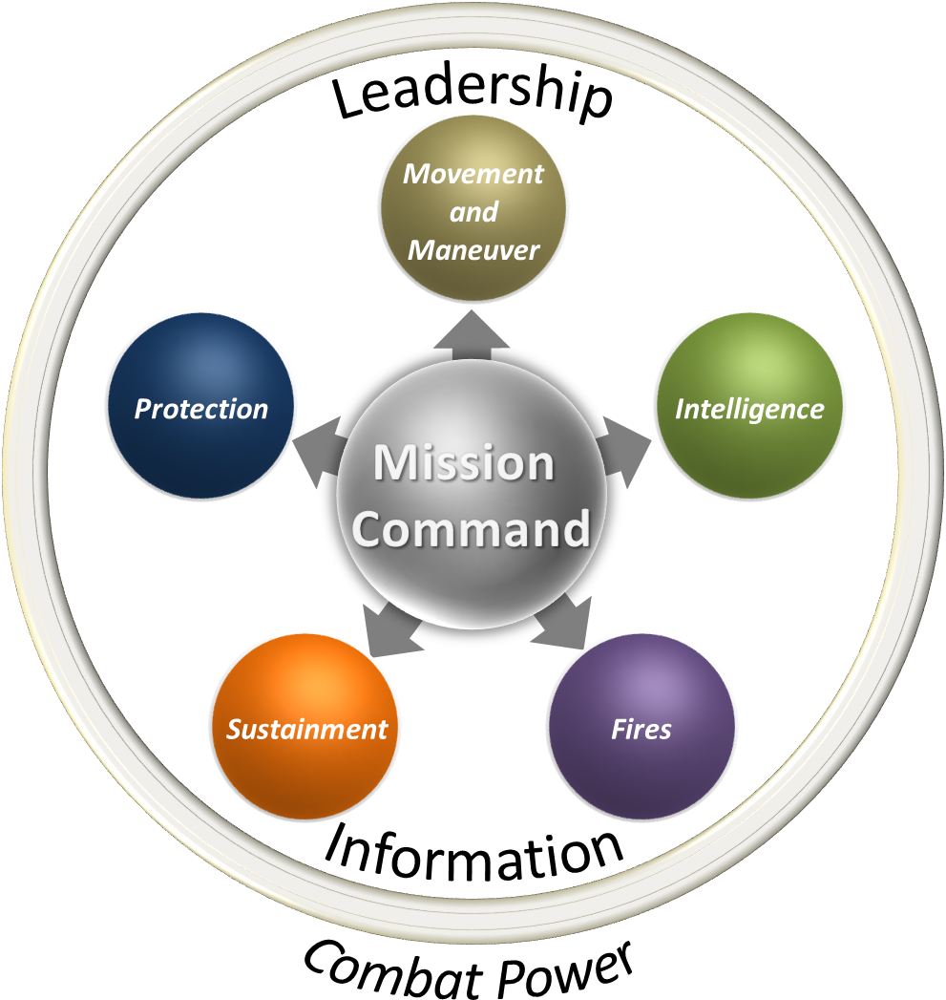 Leadership
Movement
and
Maneuver
Protection
Intelligence
Mission
Command
Sustainment
Fires
Information
Combat Power